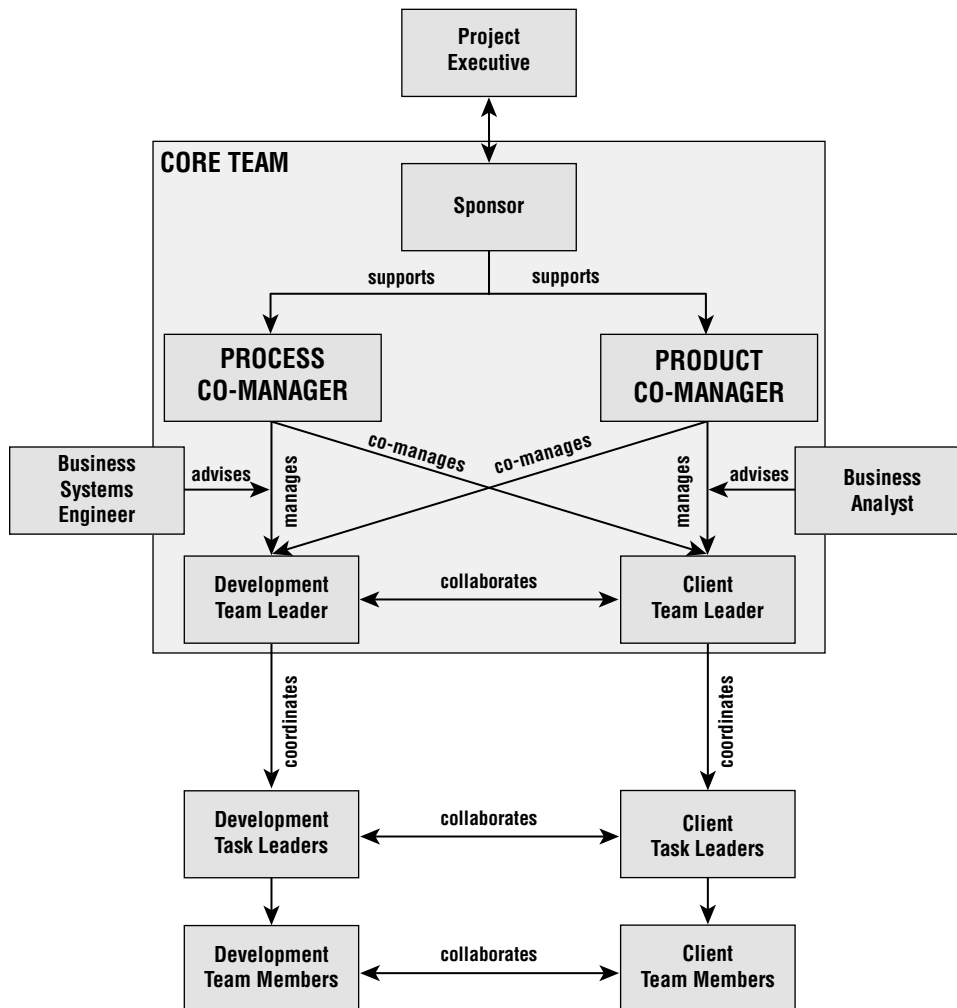 Project
Executive
CORE TEAM
Sponsor
supports
supports
PROCESS
CO-MANAGER
PRODUCT
CO-MANAGER
co-manages
co-manages
Business
Systems
Engineer
advises
manages
manages
advises
Business
Analyst
Development
Team Leader
collaborates
Client
Team Leader
coordinates
coordinates
Development
Task Leaders
collaborates
Client
Task Leaders
Development
Team Members
collaborates
Client
Team Members